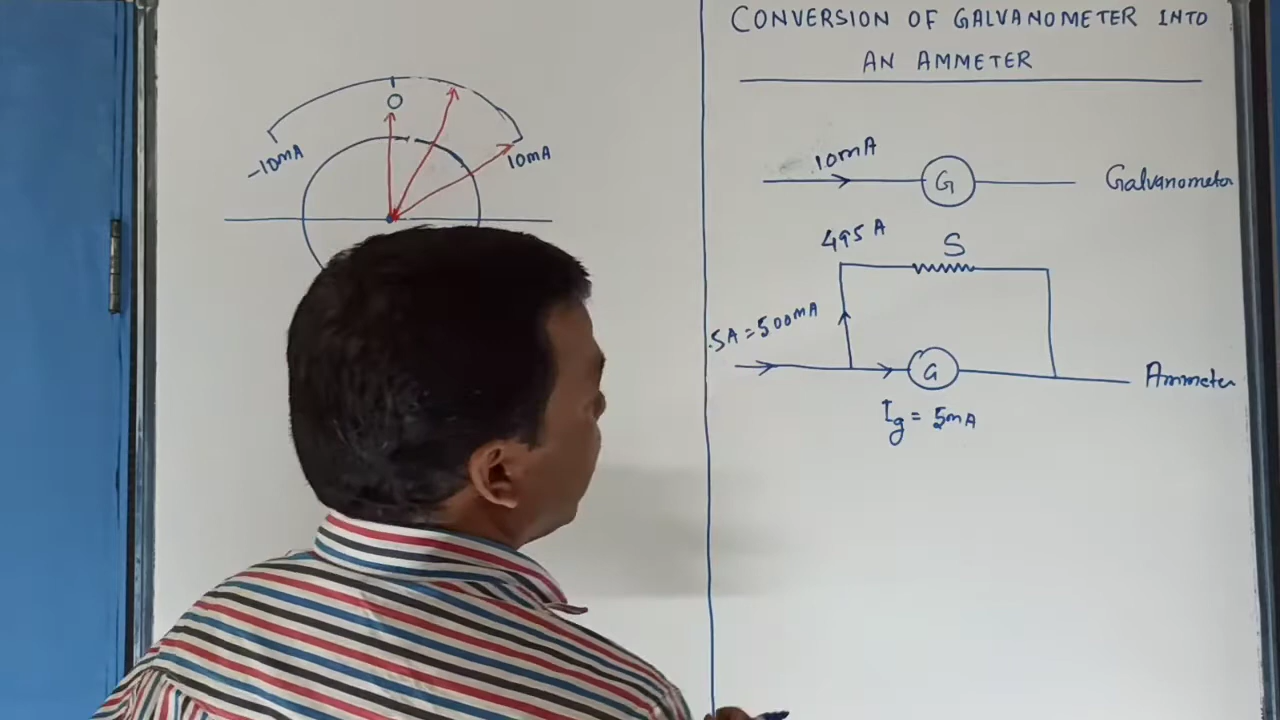 0
-10mA
10mA
CONVERSION OF GALVANOMETER INTO
AN AMMETER
10mA
G
Galvanometer
495 A
S
.5A = 500mA
G
Ammeter
Ig = 5mA